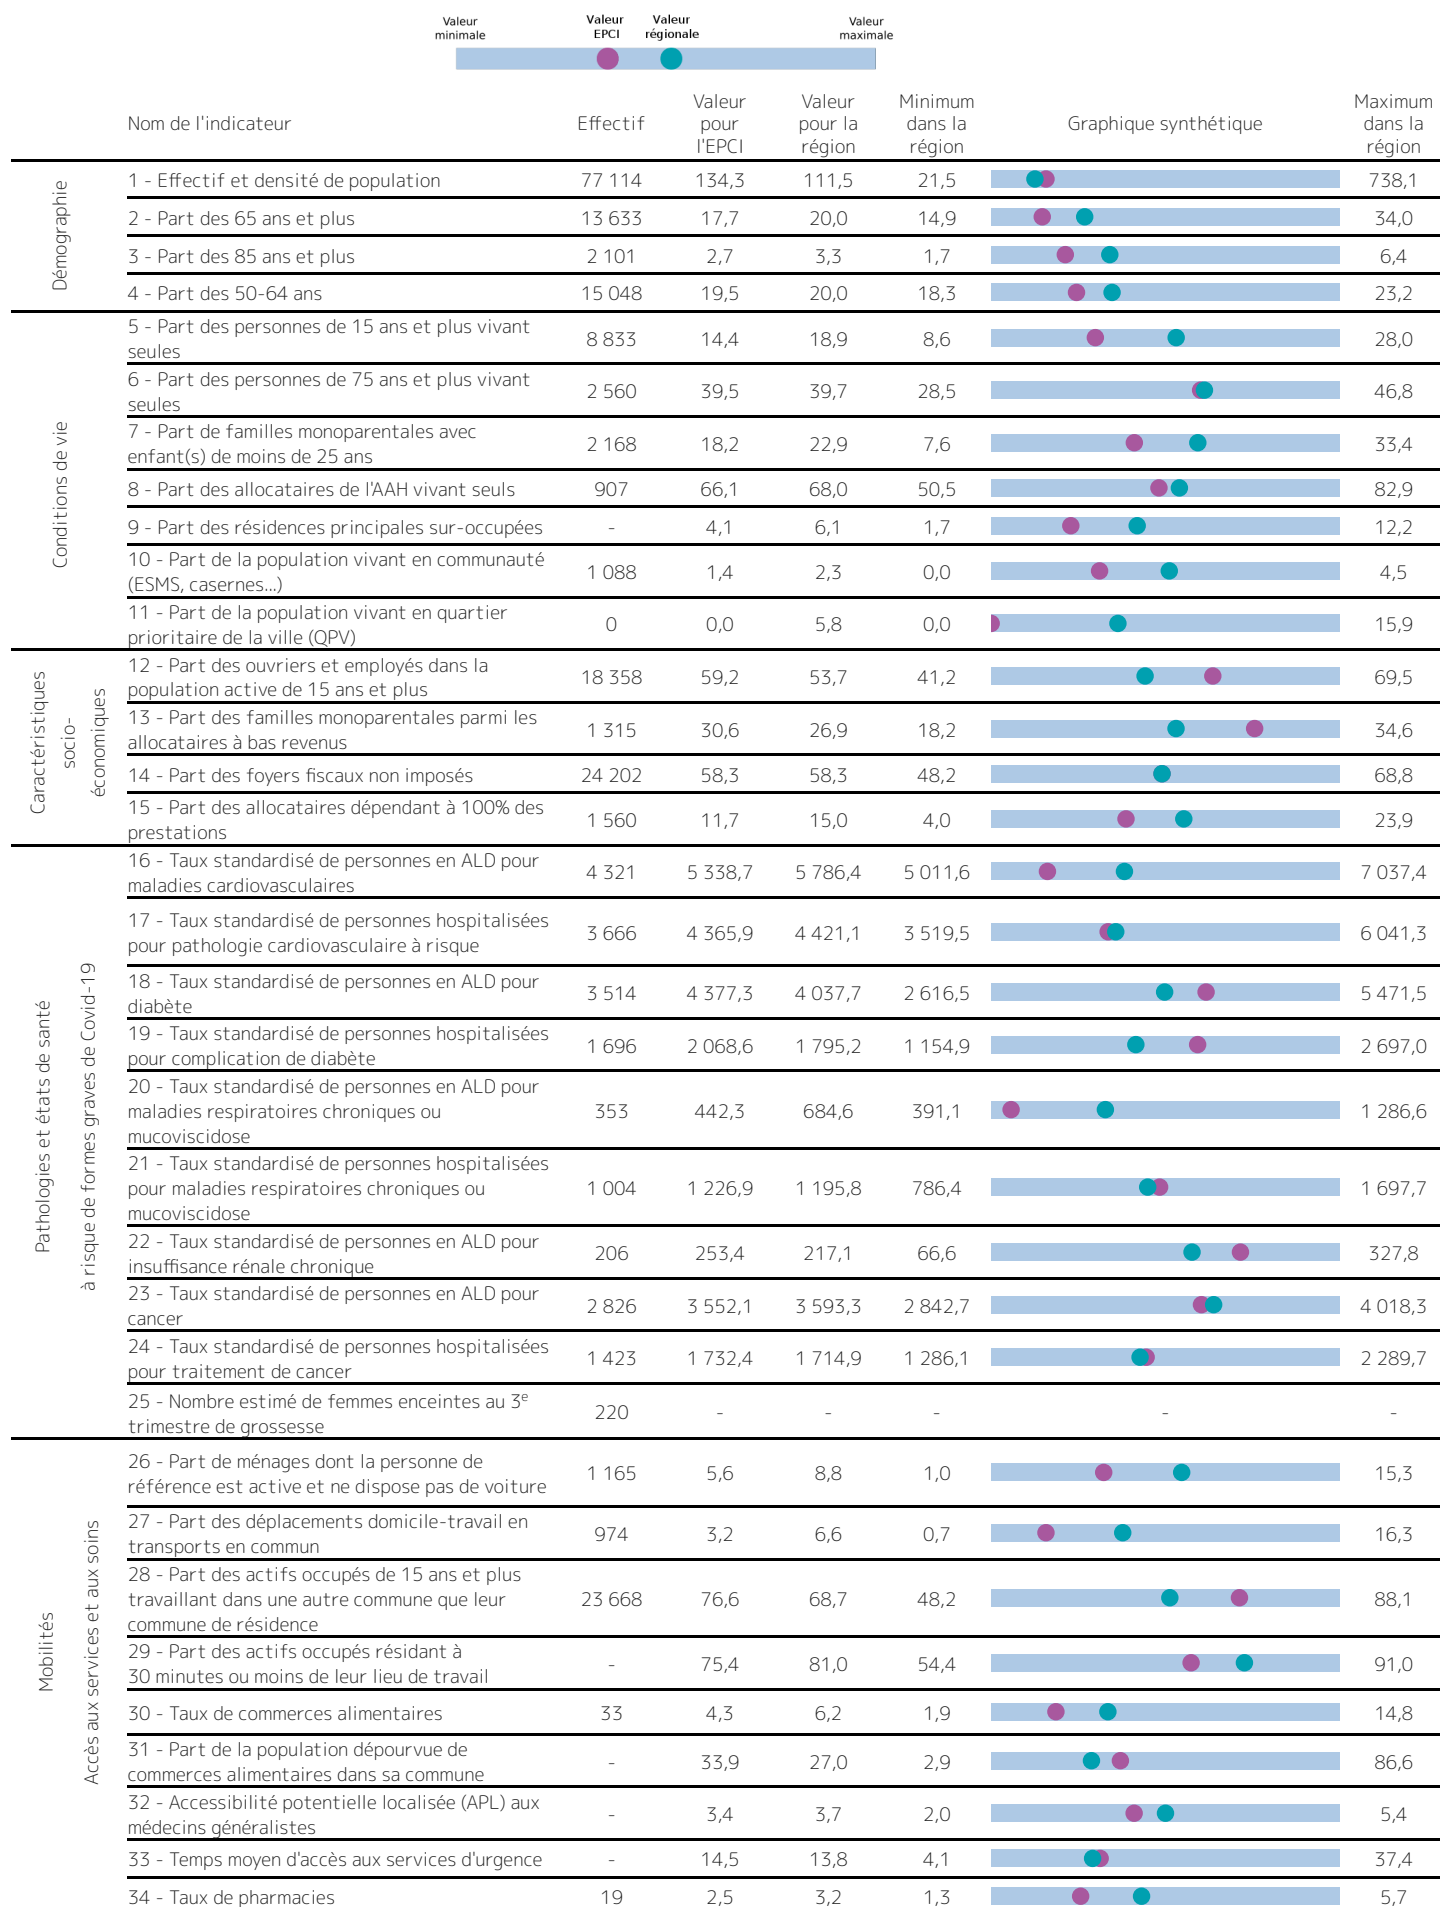 Valeur minimale
Valeur EPCI
Valeur régionale
Valeur maximale
Nom de l'indicateur
Effectif
Valeur pour l'EPCI
Valeur pour la région
Minimum dans la région
Graphique synthétique
Maximum dans la région
Démographie
1 - Effectif et densité de population 77 114 134,3 111,5 21,5 738,1
2 - Part des 65 ans et plus 13 633 17,7 20,0 14,9 34,0
3 - Part des 85 ans et plus 2 101 2,7 3,3 1,7 6,4
4 - Part des 50-64 ans 15 048 19,5 20,0 18,3 23,2
Conditions de vie
5 - Part des personnes de 15 ans et plus vivant
seules 8 833 14,4 18,9 8,6 28,0
6 - Part des personnes de 75 ans et plus vivant
seules 2 560 39,5 39,7 28,5 46,8
7 - Part de familles monoparentales avec
enfant(s) de moins de 25 ans 2 168 18,2 22,9 7,6 33,4
8 - Part des allocataires de l'AAH vivant seuls 907 66,1 68,0 50,5 82,9
9 - Part des résidences principales sur-occupées - 4,1 6,1 1,7 12,2
10 - Part de la population vivant en communauté
(ESMS, casernes...) 1 088 1,4 2,3 0,0 4,5
11 - Part de la population vivant en quartier
prioritaire de la ville (QPV) 0 0,0 5,8 0,0 15,9
Caractéristiques
socio-
économiques
12 - Part des ouvriers et employés dans la
population active de 15 ans et plus 18 358 59,2 53,7 41,2 69,5
13 - Part des familles monoparentales parmi les
allocataires à bas revenus 1 315 30,6 26,9 18,2 34,6
14 - Part des foyers fiscaux non imposés 24 202 58,3 58,3 48,2 68,8
15 - Part des allocataires dépendant à 100% des
prestations 1 560 11,7 15,0 4,0 23,9
Pathologies et états de santé
à risque de formes graves de Covid-19
16 - Taux standardisé de personnes en ALD pour
maladies cardiovasculaires 4 321 5 338,7 5 786,4 5 011,6 7 037,4
17 - Taux standardisé de personnes hospitalisées
pour pathologie cardiovasculaire à risque 3 666 4 365,9 4 421,1 3 519,5 6 041,3
18 - Taux standardisé de personnes en ALD pour
diabète 3 514 4 377,3 4 037,7 2 616,5 5 471,5
19 - Taux standardisé de personnes hospitalisées
pour complication de diabète 1 696 2 068,6 1 795,2 1 154,9 2 697,0
20 - Taux standardisé de personnes en ALD pour
maladies respiratoires chroniques ou
mucoviscidose 353 442,3 684,6 391,1 1 286,6
21 - Taux standardisé de personnes hospitalisées
pour maladies respiratoires chroniques ou
mucoviscidose 1 004 1 226,9 1 195,8 786,4 1 697,7
22 - Taux standardisé de personnes en ALD pour
insuffisance rénale chronique 206 253,4 217,1 66,6 327,8
23 - Taux standardisé de personnes en ALD pour
cancer 2 826 3 552,1 3 593,3 2 842,7 4 018,3
24 - Taux standardisé de personnes hospitalisées
pour traitement de cancer 1 423 1 732,4 1 714,9 1 286,1 2 289,7
25 - Nombre estimé de femmes enceintes au 3e
trimestre de grossesse 220 - - - - -
Mobilités
Accès aux services et aux soins
26 - Part de ménages dont la personne de
référence est active et ne dispose pas de voiture 1 165 5,6 8,8 1,0 15,3
27 - Part des déplacements domicile-travail en
transports en commun 974 3,2 6,6 0,7 16,3
28 - Part des actifs occupés de 15 ans et plus
travaillant dans une autre commune que leur
commune de résidence 23 668 76,6 68,7 48,2 88,1
29 - Part des actifs occupés résidant à
30 minutes ou moins de leur lieu de travail - 75,4 81,0 54,4 91,0
30 - Taux de commerces alimentaires 33 4,3 6,2 1,9 14,8
31 - Part de la population dépourvue de
commerces alimentaires dans sa commune - 33,9 27,0 2,9 86,6
32 - Accessibilité potentielle localisée (APL) aux
médecins généralistes - 3,4 3,7 2,0 5,4
33 - Temps moyen d'accès aux services d'urgence - 14,5 13,8 4,1 37,4
34 - Taux de pharmacies 19 2,5 3,2 1,3 5,7